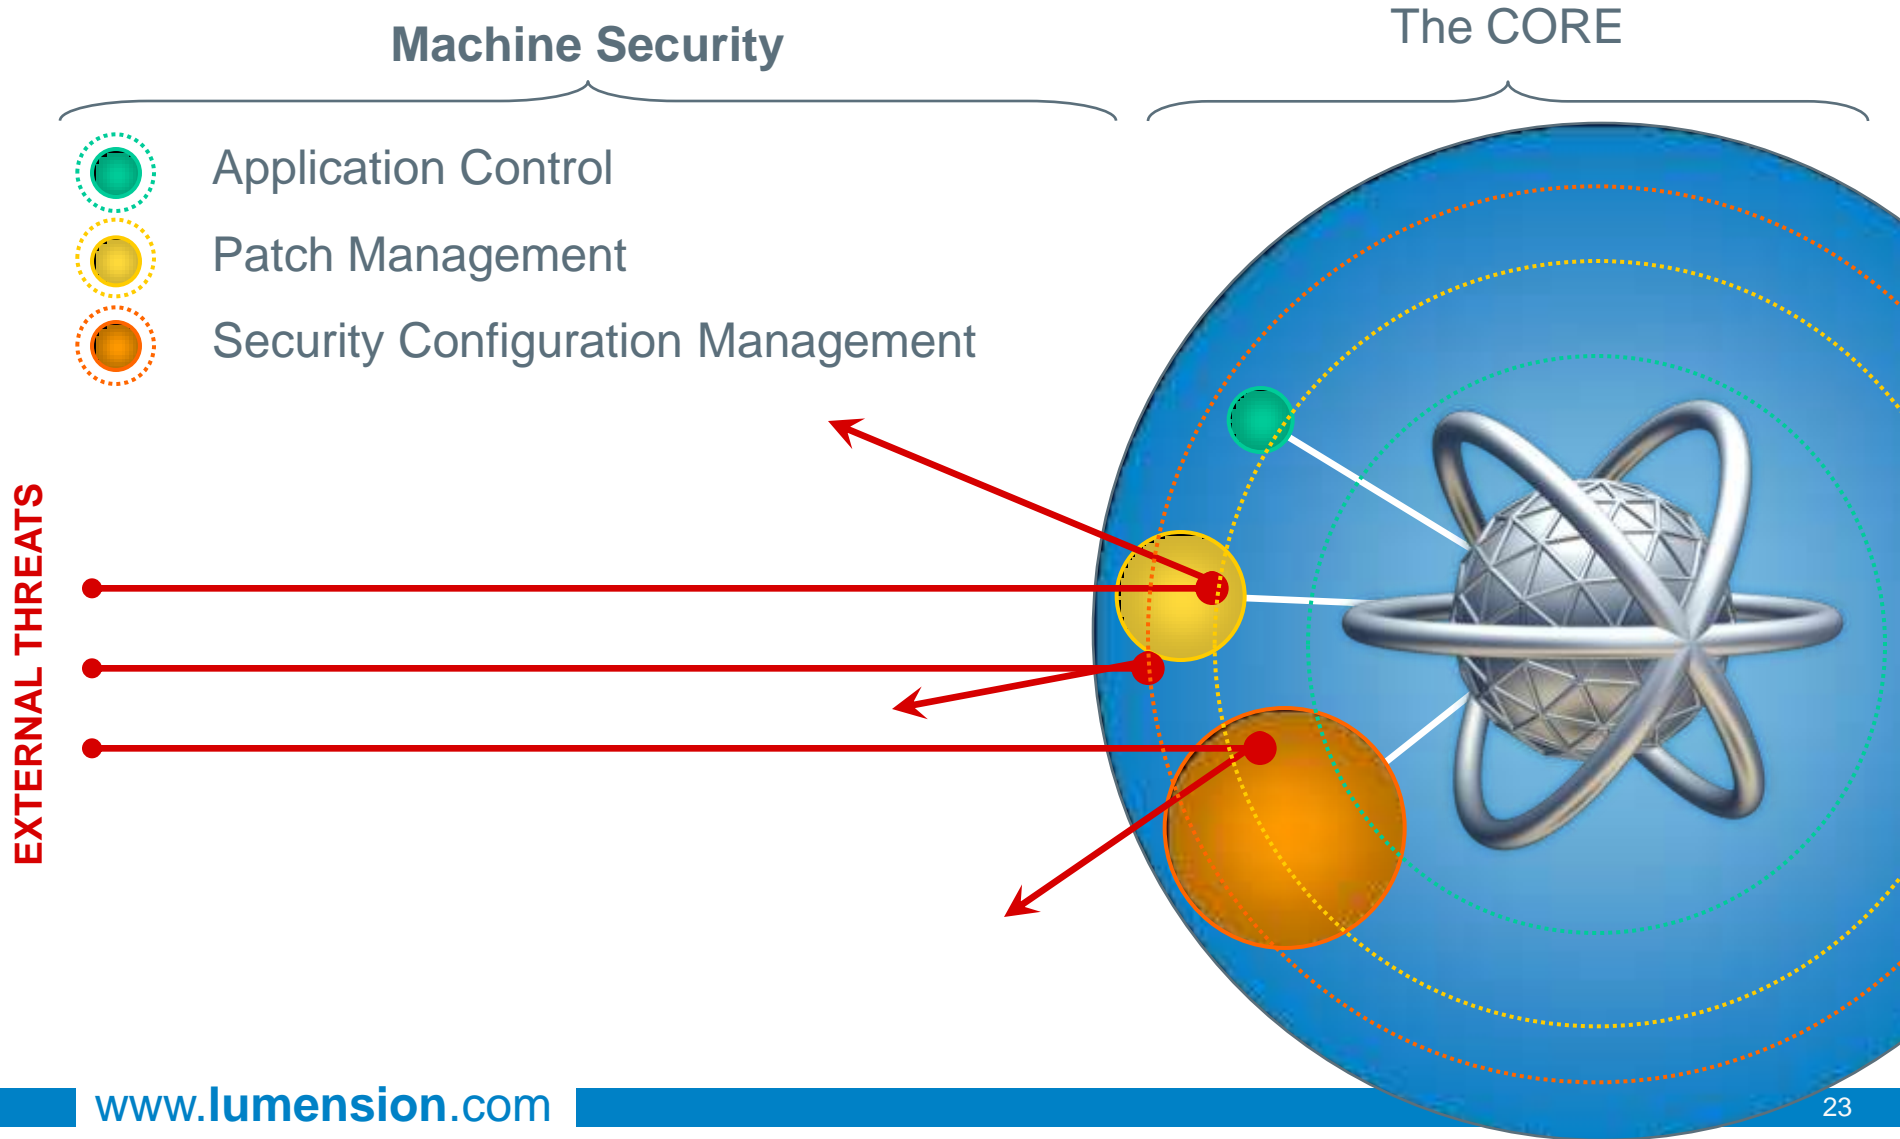 Machine Security
The CORE
Application Control
Patch Management
Security Configuration Management
EXTERNAL THREATS
www.lumension.com
23